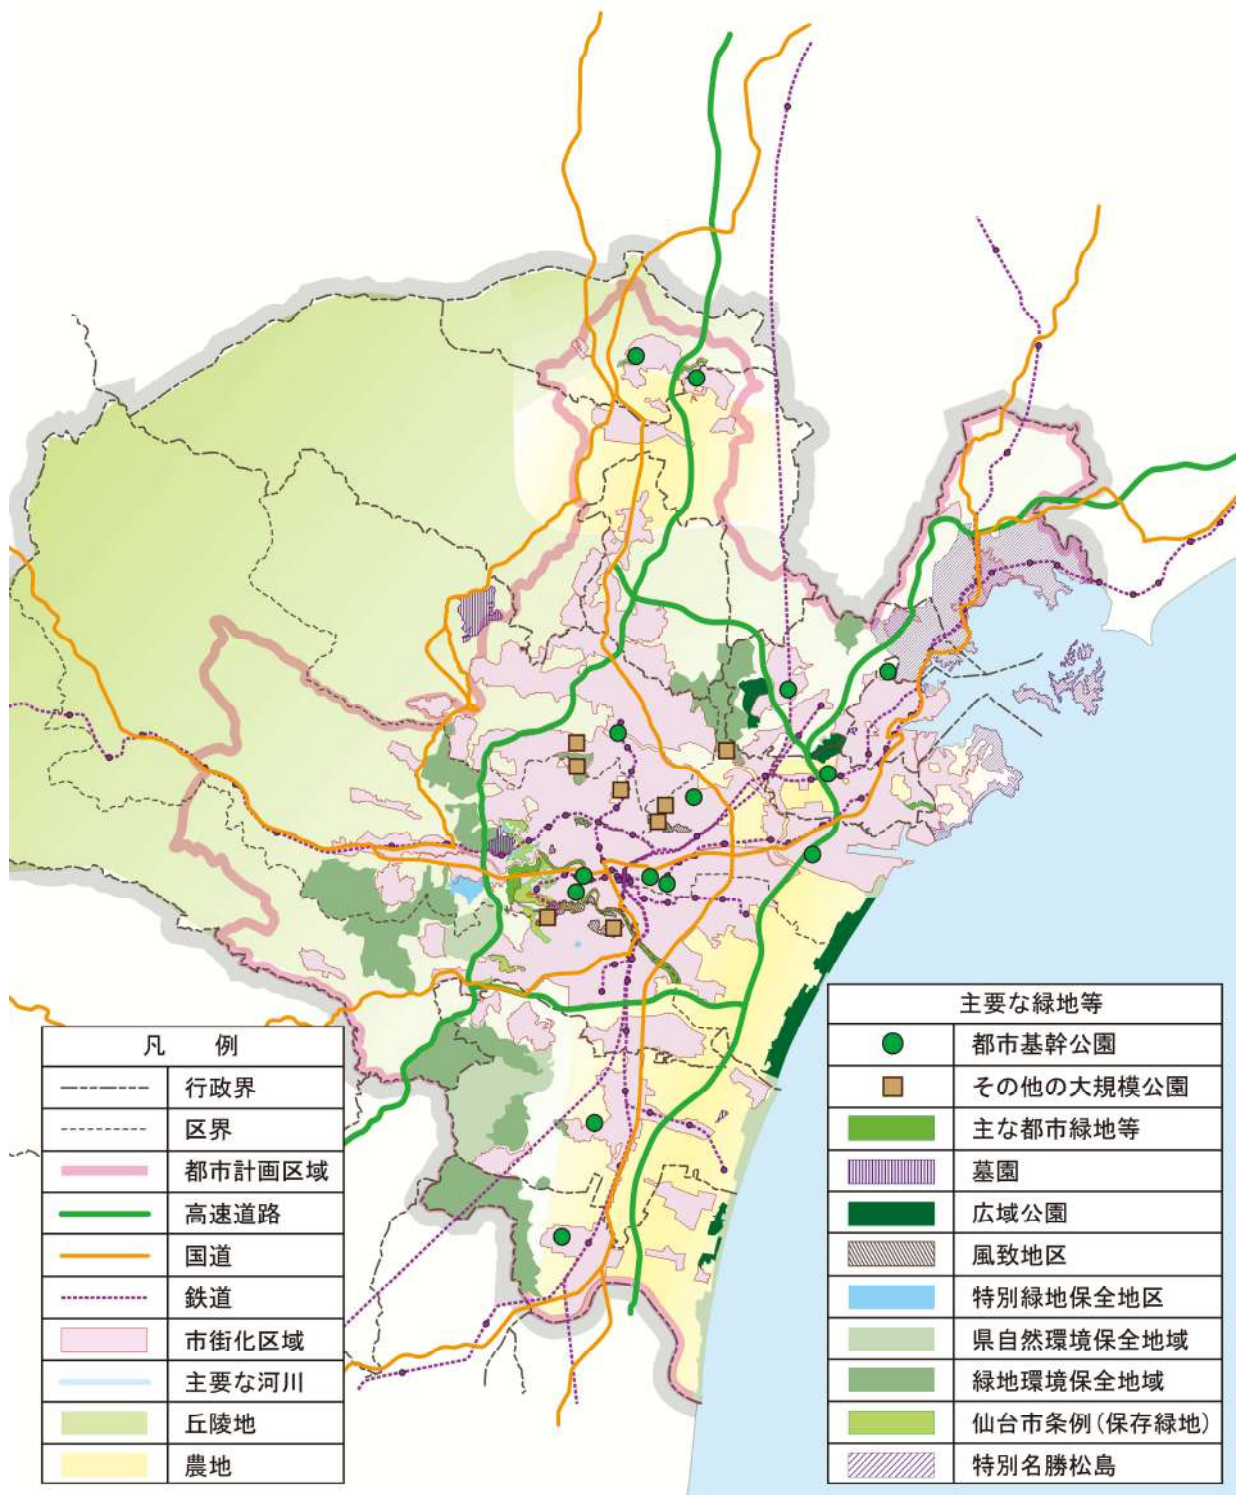 凡　例
行政界
区界
都市計画区域
高速道路
国道
鉄道
市街化区域
主要な河川
丘陵地
農地
主要な緑地等
都市基幹公園
その他の大規模公園
主な都市緑地等
墓園
広域公園
風致地区
特別緑地保全地区
県自然環境保全地域
緑地環境保全地域
仙台市条例（保存緑地）
特別名勝松島